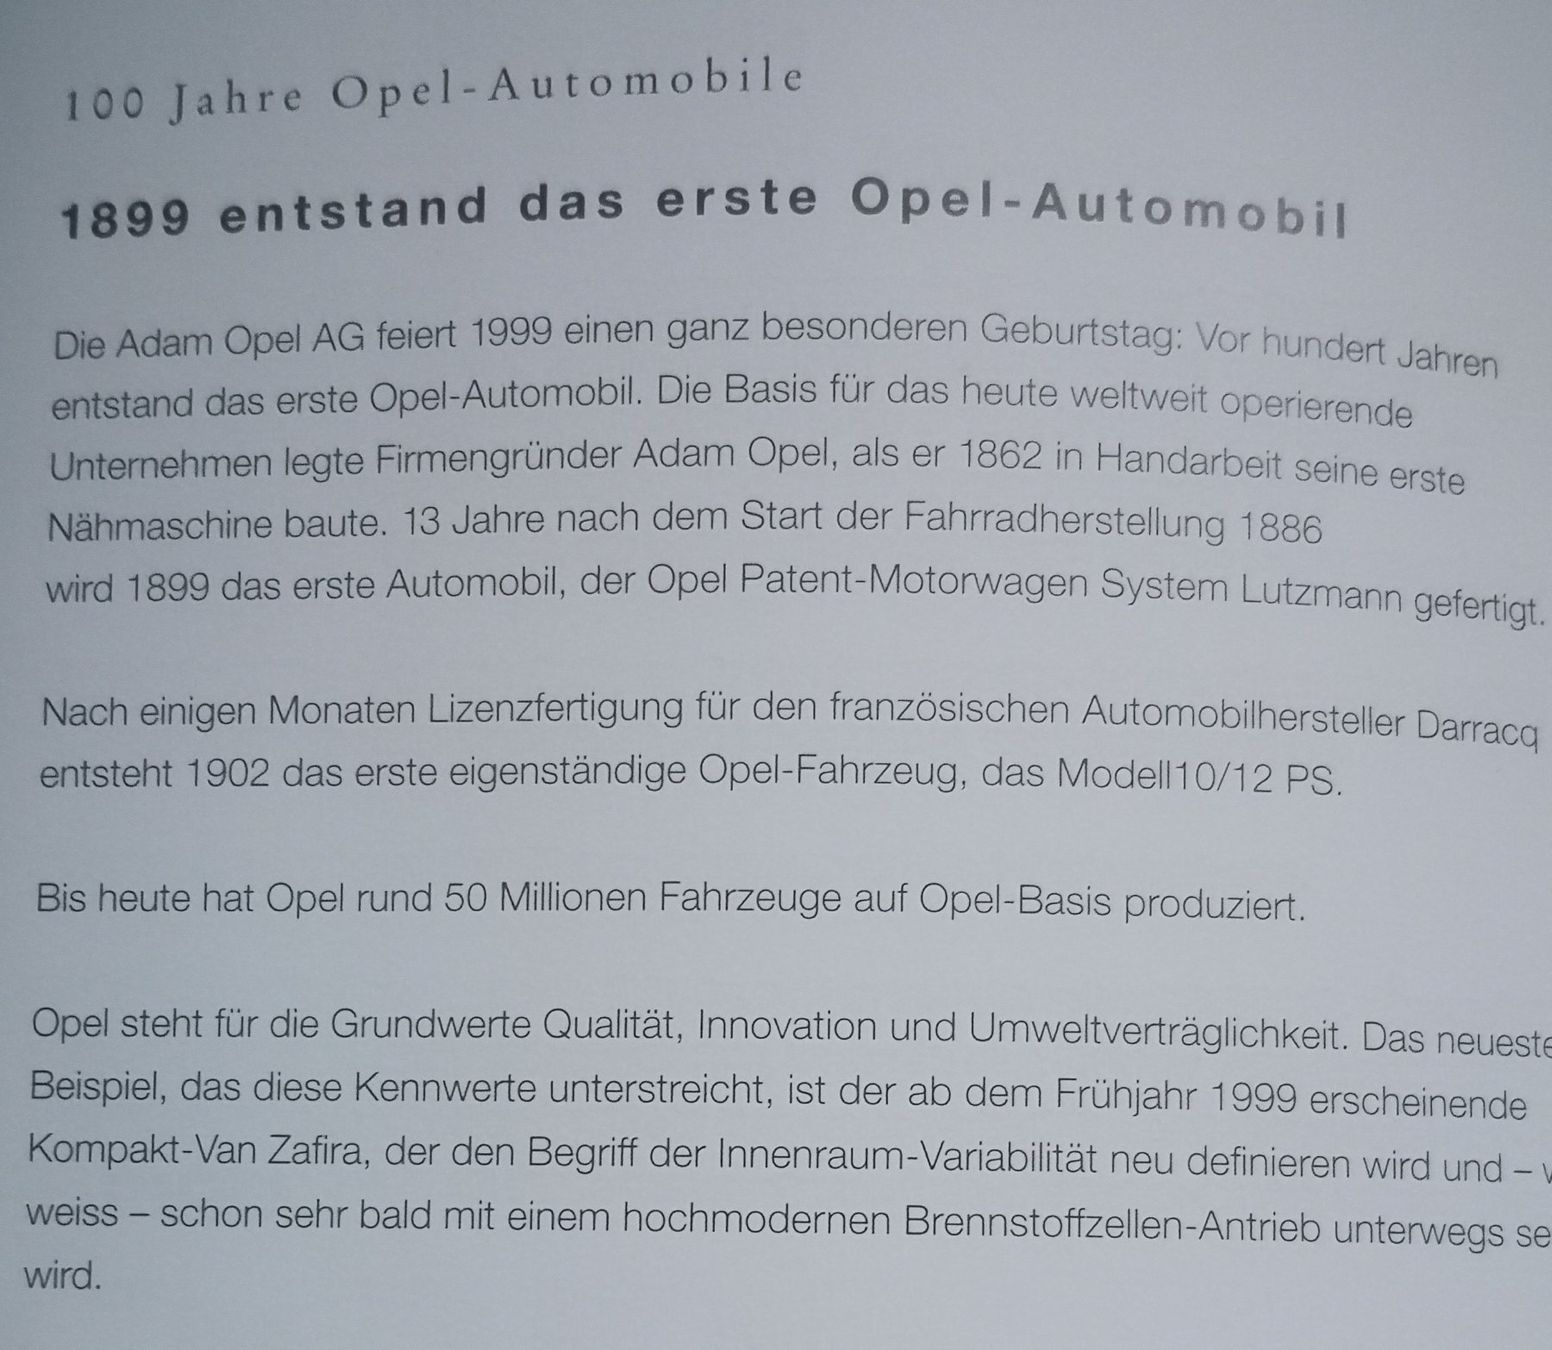 100 Jahre Opel-Automobile
1899 entstand das erste Opel-Automobil
Die Adam Opel AG feiert 1999 einen ganz besonderen Geburtstag: Vor hundert Jahren
entstand das erste Opel-Automobil. Die Basis für das heute weltweit operierende
Unternehmen legte Firmengründer Adam Opel, als er 1862 in Handarbeit seine erste
Nähmaschine baute. 13 Jahre nach dem Start der Fahrradherstellung 1886
wird 1899 das erste Automobil, der Opel Patent-Motorwagen System Lutzmann gefertigt.
Nach einigen Monaten Lizenzfertigung für den französischen Automobilhersteller Darracq
entsteht 1902 das erste eigenständige Opel-Fahrzeug, das Modell10/12 PS.
Bis heute hat Opel rund 50 Millionen Fahrzeuge auf Opel-Basis produziert.
Opel steht für die Grundwerte Qualität, Innovation und Umweltverträglichkeit. Das neueste
Beispiel, das diese Kennwerte unterstreicht, ist der ab dem Frühjahr 1999 erscheinende
Kompakt-Van Zafira, der den Begriff der Innenraum-Variabilität neu definieren wird und –
weiss – schon sehr bald mit einem hochmodernen Brennstoffzellen-Antrieb unterwegs se
wird.